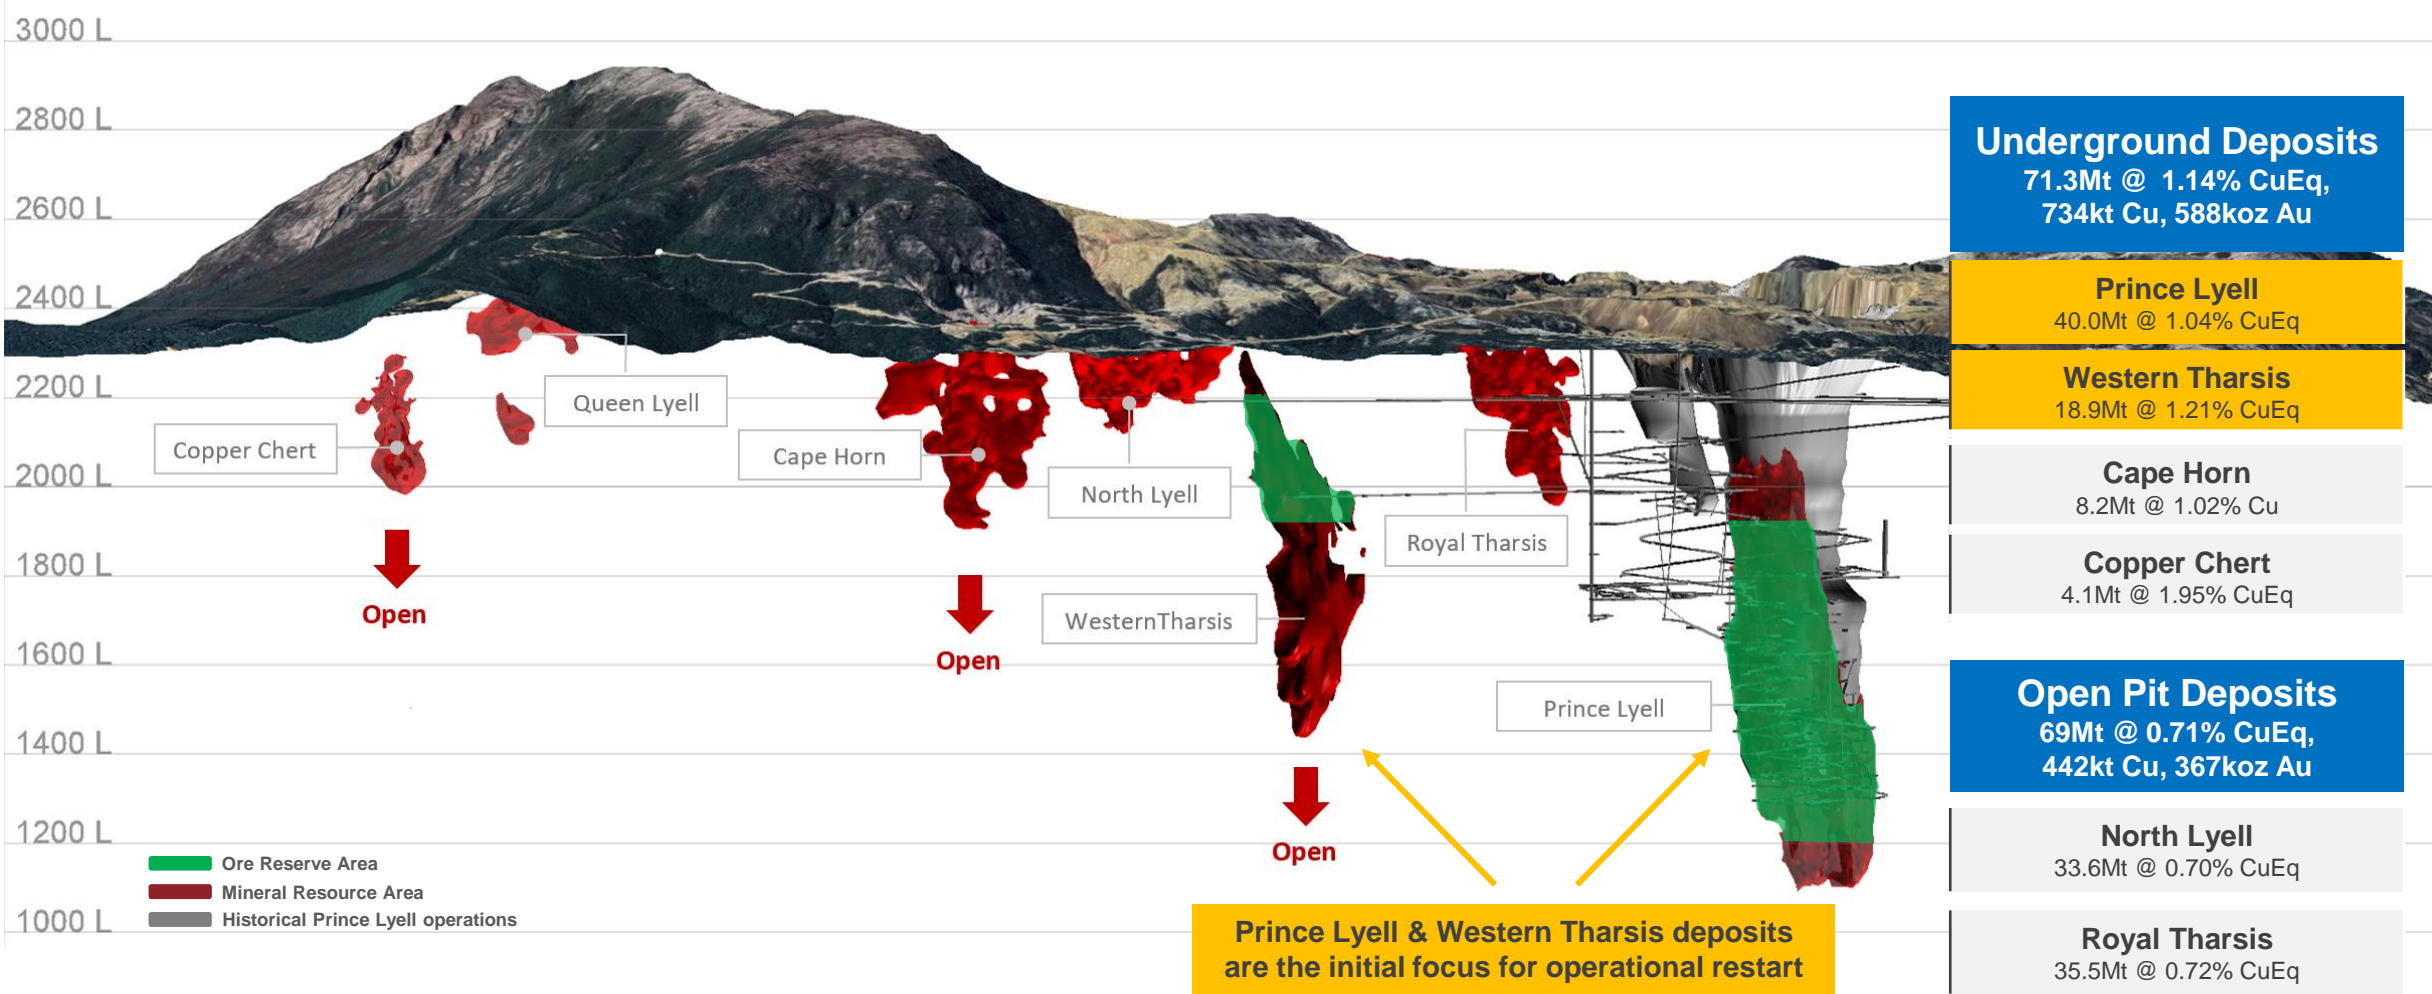 3000 L
2800 L
2600 L
2400 L
2200 L
2000 L
1800 L
1600 L
1400 L
1200 L
1000 L
Queen Lyell
Copper Chert
Cape Horn
North Lyell
Royal Tharsis
WesternTharsis
Prince Lyell
Open
Open
Open
Ore Reserve Area
Mineral Resource Area
Historical Prince Lyell operations
Prince Lyell & Western Tharsis deposits
are the initial focus for operational restart
Underground Deposits
71.3Mt @ 1.14% CuEq,
734kt Cu, 588koz Au
Prince Lyell
40.0Mt @ 1.04% CuEq
Western Tharsis
18.9Mt @ 1.21% CuEq
Cape Horn
8.2Mt @ 1.02% Cu
Copper Chert
4.1Mt @ 1.95% CuEq
Open Pit Deposits
69Mt @ 0.71% CuEq,
442kt Cu, 367koz Au
North Lyell
33.6Mt @ 0.70% CuEq
Royal Tharsis
35.5Mt @ 0.72% CuEq